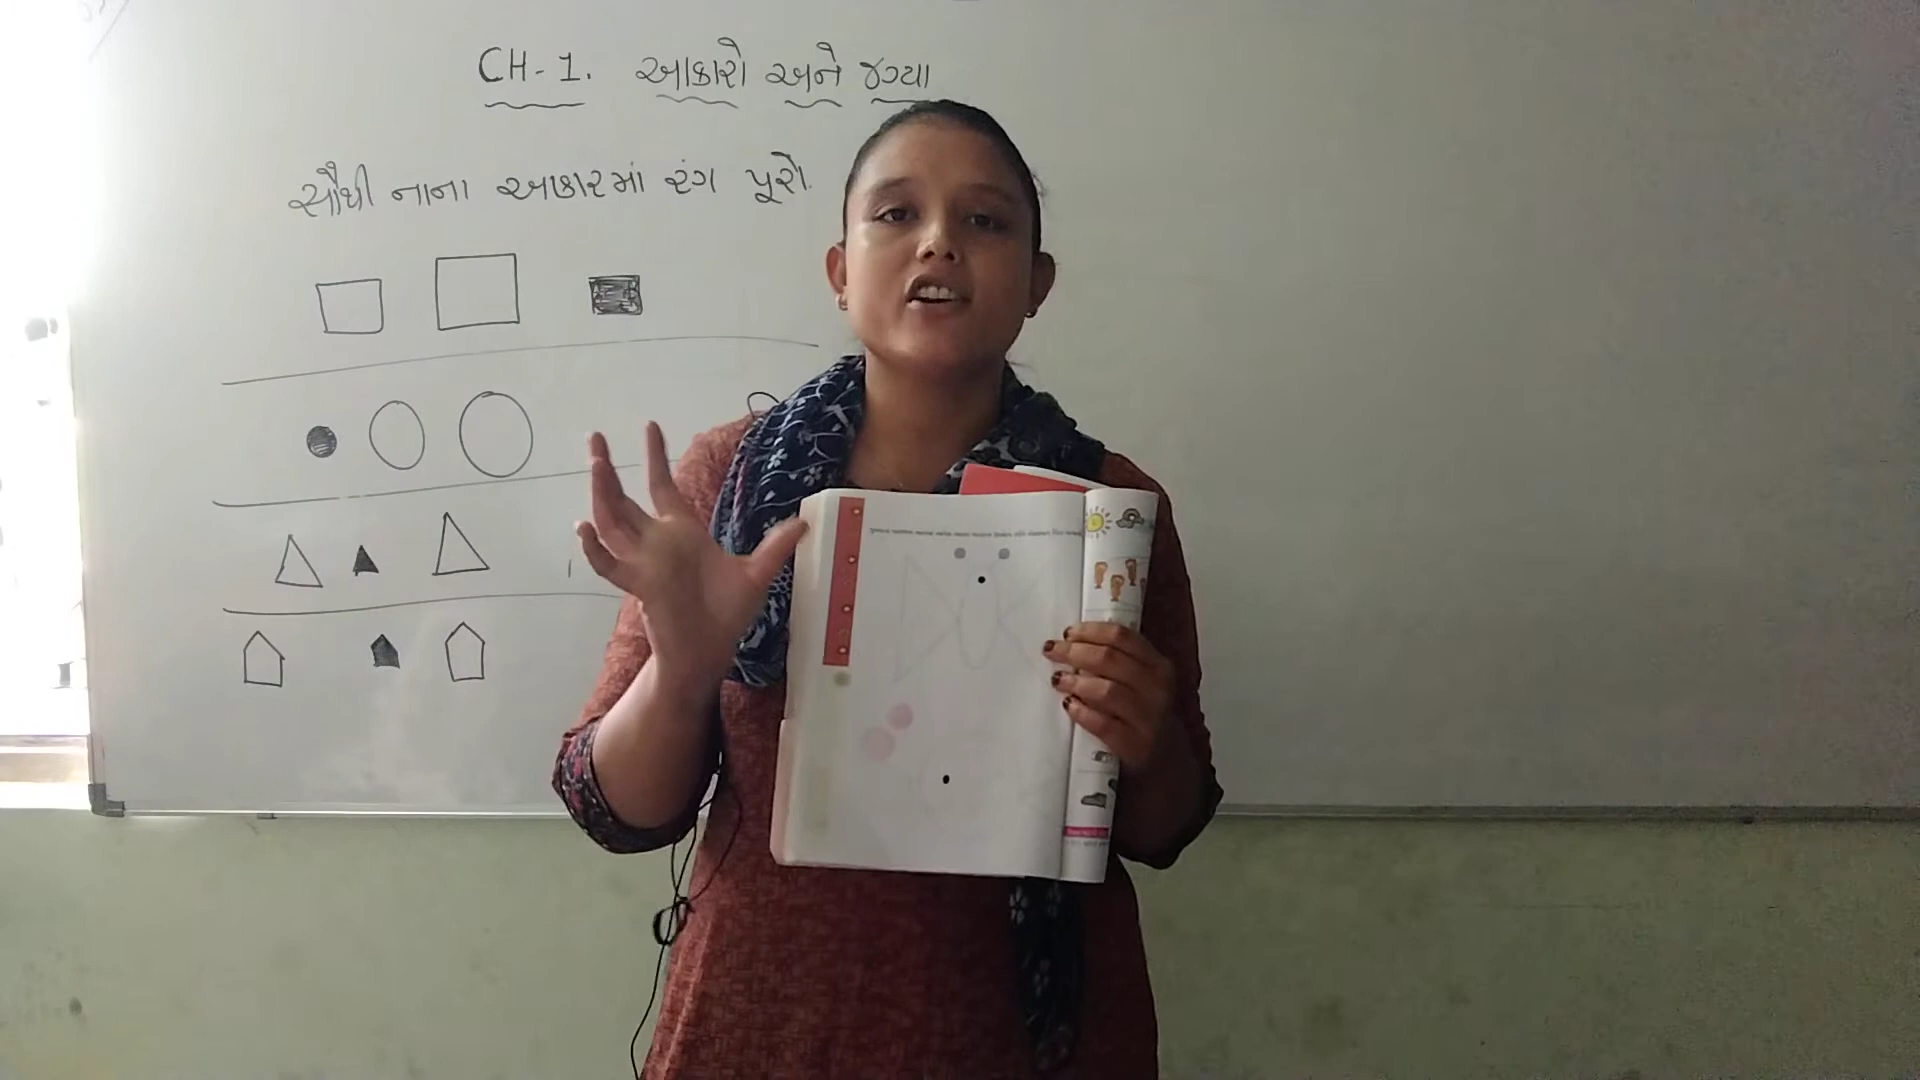 CH-1. આકારો અને જગ્યા
સૌથી નાના આકારમાં રંગ પૂરો.